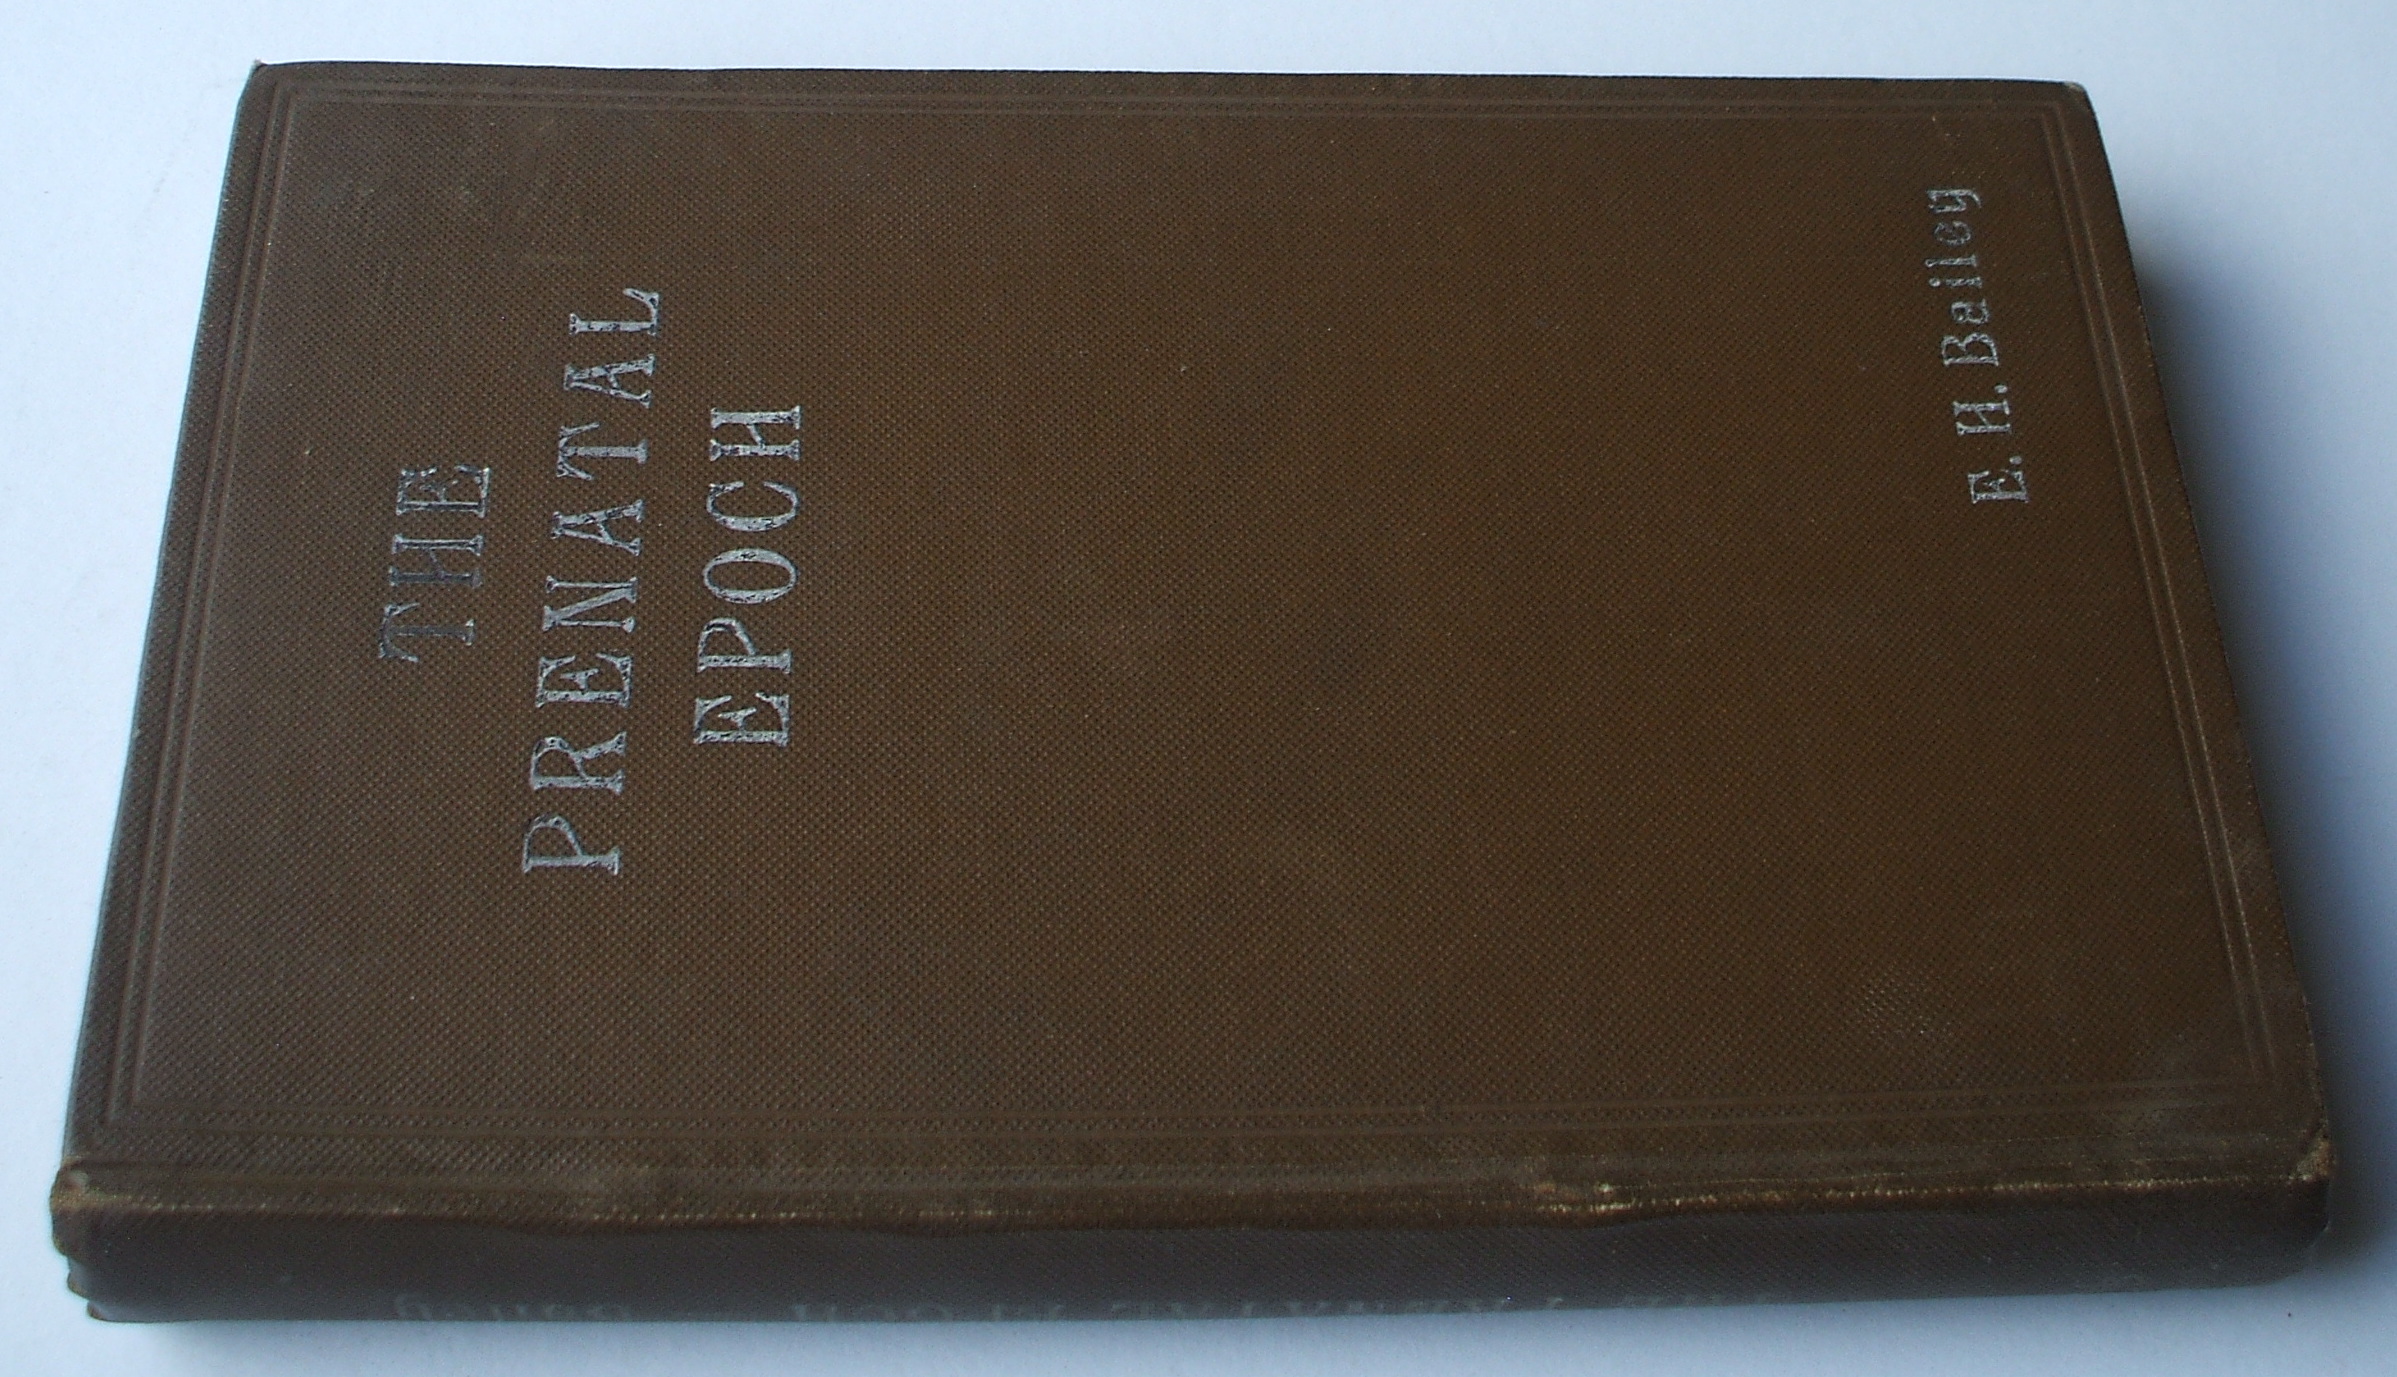 THE
PRENATAL
EPOCH
E. H. Bailey